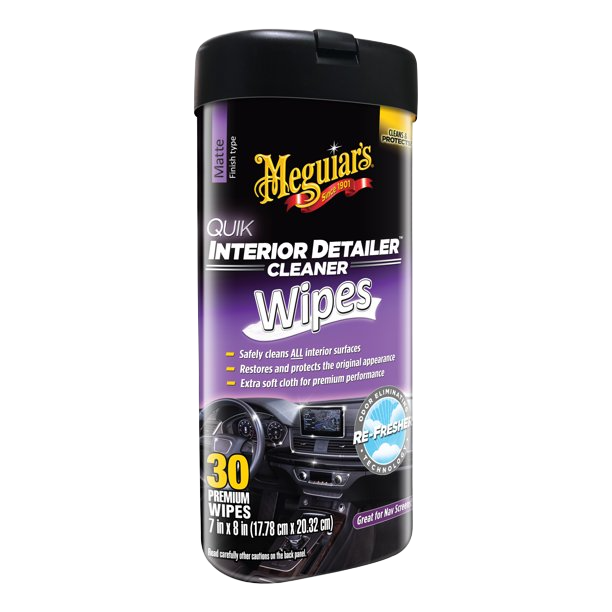 Matte
Finish type
CLEANS &
PROTECTS
Meguiar's
Since 1901
QUIK
INTERIOR DETAILER™
CLEANER
Wipes
Safely cleans ALL interior surfaces
Restores and protects the original appearance
Extra soft cloth for premium performance
ODOR ELIMINATING
RE-FRESHER
TECHNOLOGY
30
PREMIUM
WIPES
7 in x 8 in (17.78 cm x 20.32 cm)
Great for Nav Screens
Read carefully other cautions on the back panel.